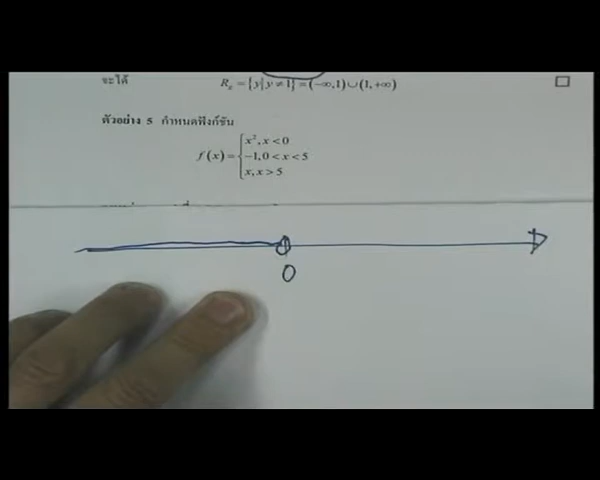 จะได้ R_g = {y | y ≠ 1} = (−∞, 1) ∪ (1, +∞)
ตัวอย่าง 5 กำหนดฟังก์ชัน
f(x) = { x², x < 0
−1, 0 < x < 5
x, x > 5
0